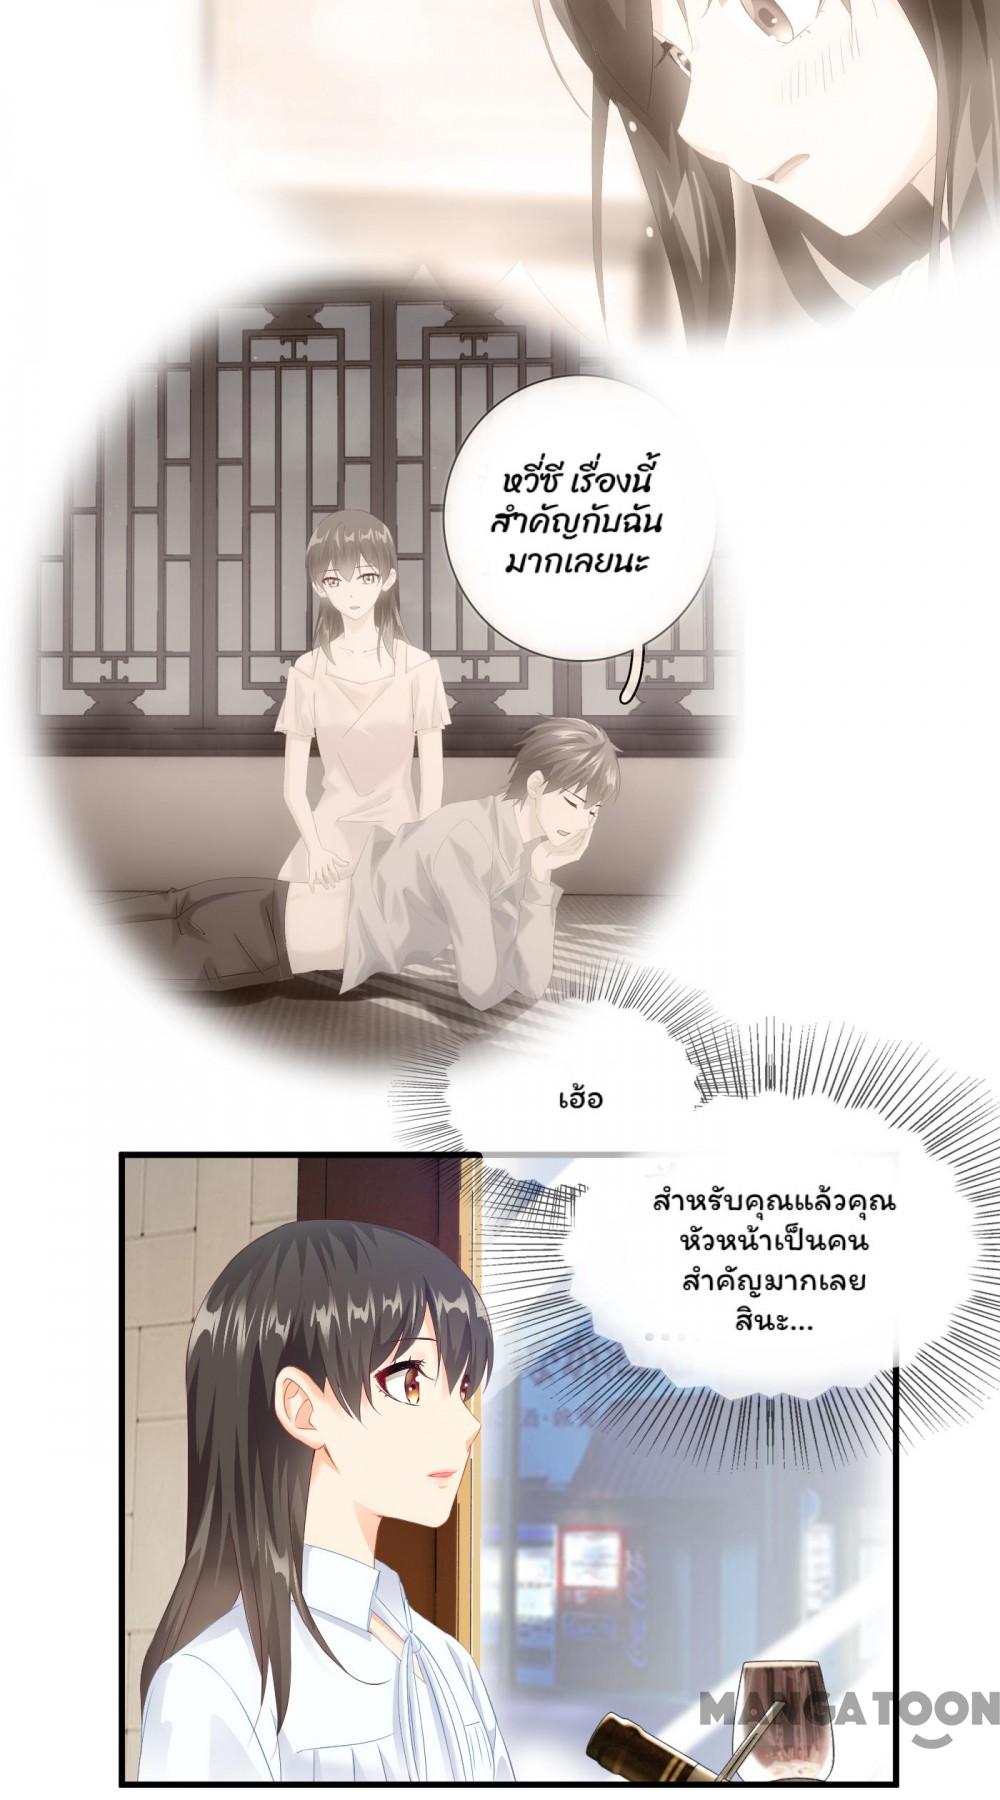 หวี่ซี เรื่องนี้
สำคัญกับฉัน
มากเลยนะ
เฮ้อ
สำหรับคุณแล้วคุณ
หัวหน้าเป็นคน
สำคัญมากเลย
สินะ...
MANGATOON